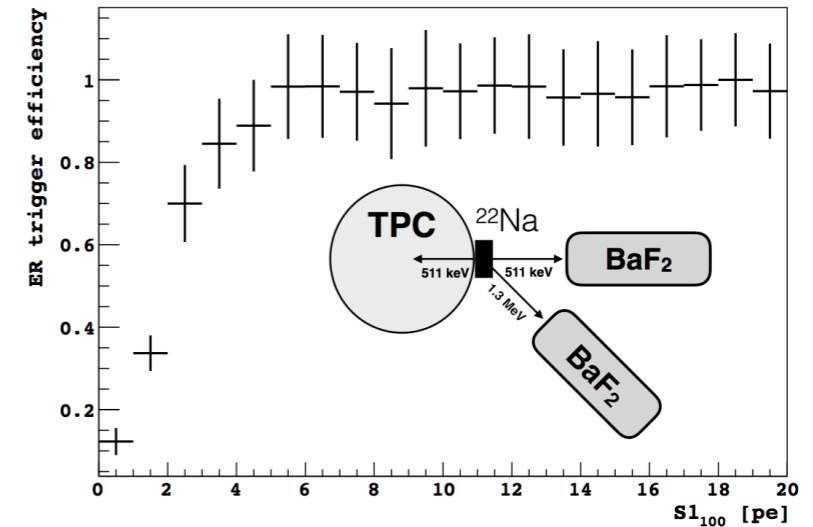 ER trigger efficiency
1
0.8
0.6
0.4
0.2
0 2 4 6 8 10 12 14 16 18 20
S1₁₀₀ [pe]
TPC
²²Na
511 keV
511 keV
1.3 MeV
BaF₂
BaF₂